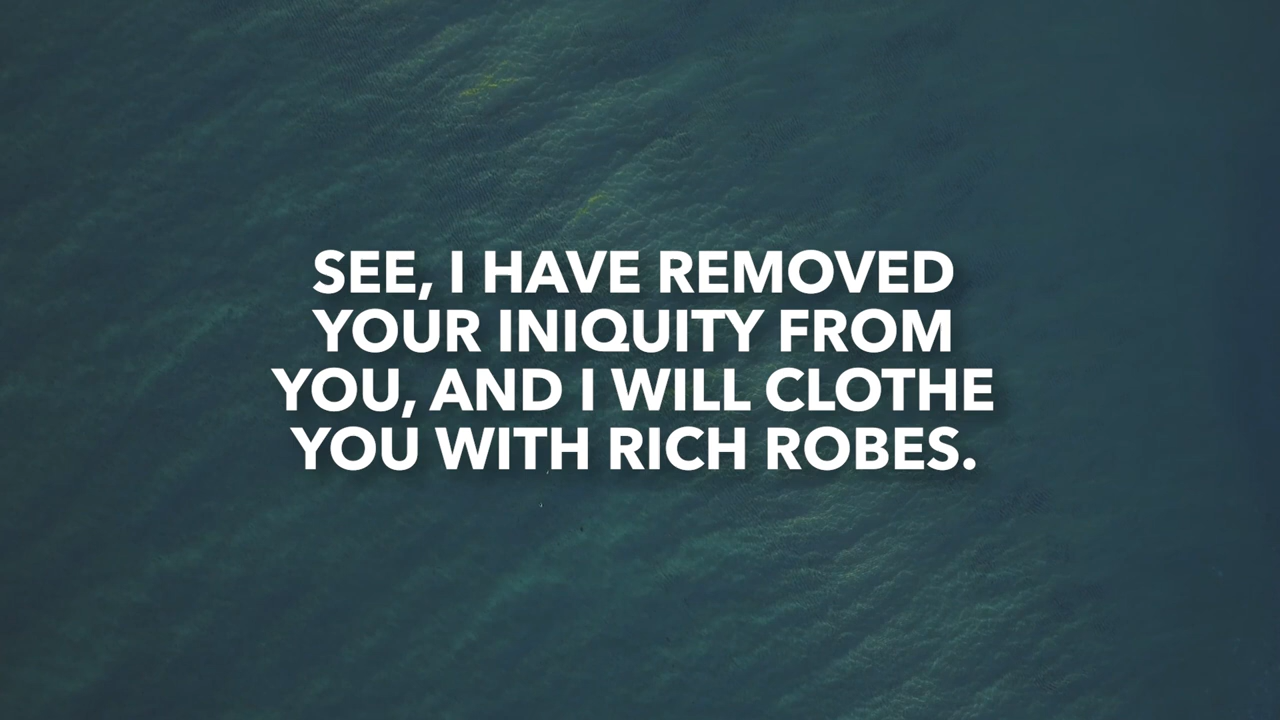 SEE, I HAVE REMOVED
YOUR INIQUITY FROM
YOU, AND I WILL CLOTHE
YOU WITH RICH ROBES.